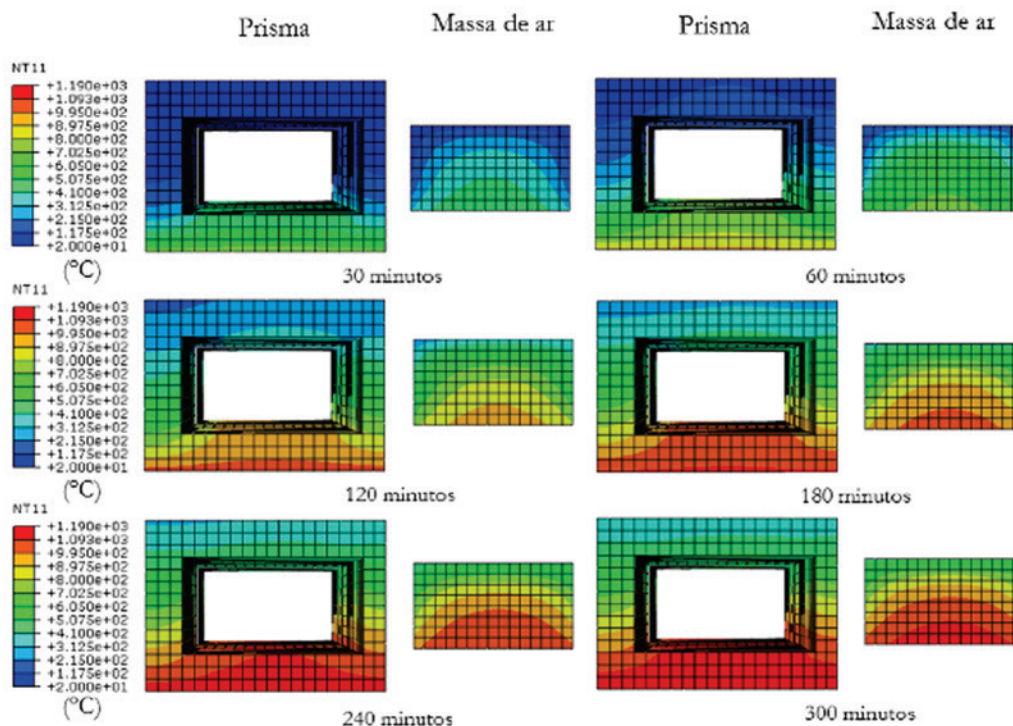 Prisma
Massa de ar
Prisma
Massa de ar
NT11
+1.190e+03
+1.093e+03
+9.950e+02
+8.975e+02
+8.000e+02
+7.025e+02
+6.050e+02
+5.075e+02
+4.100e+02
+3.125e+02
+2.150e+02
+1.175e+02
+2.000e+01
(ºC)
30 minutos
60 minutos
NT11
+1.190e+03
+1.093e+03
+9.950e+02
+8.975e+02
+8.000e+02
+7.025e+02
+6.050e+02
+5.075e+02
+4.100e+02
+3.125e+02
+2.150e+02
+1.175e+02
+2.000e+01
(ºC)
120 minutos
180 minutos
NT11
+1.190e+03
+1.093e+03
+9.950e+02
+8.975e+02
+8.000e+02
+7.025e+02
+6.050e+02
+5.075e+02
+4.100e+02
+3.125e+02
+2.150e+02
+1.175e+02
+2.000e+01
(ºC)
240 minutos
300 minutos